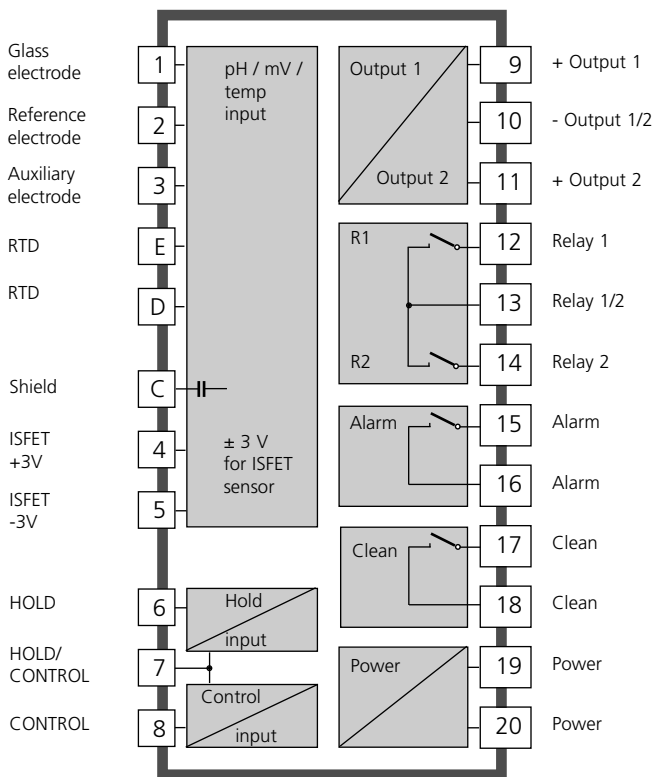 Glass
electrode
1
pH / mV /
temp
input
Reference
electrode
2
Auxiliary
electrode
3
RTD
E
RTD
D
Shield
C
ISFET
+3V
4
± 3 V
for ISFET
sensor
ISFET
-3V
5
HOLD
6
Hold
input
HOLD/
CONTROL
7
CONTROL
8
Control
input
Output 1
Output 2
9
+ Output 1
10
- Output 1/2
11
+ Output 2
R1
12
Relay 1
13
Relay 1/2
R2
14
Relay 2
Alarm
15
Alarm
16
Alarm
Clean
17
Clean
18
Clean
Power
19
Power
20
Power